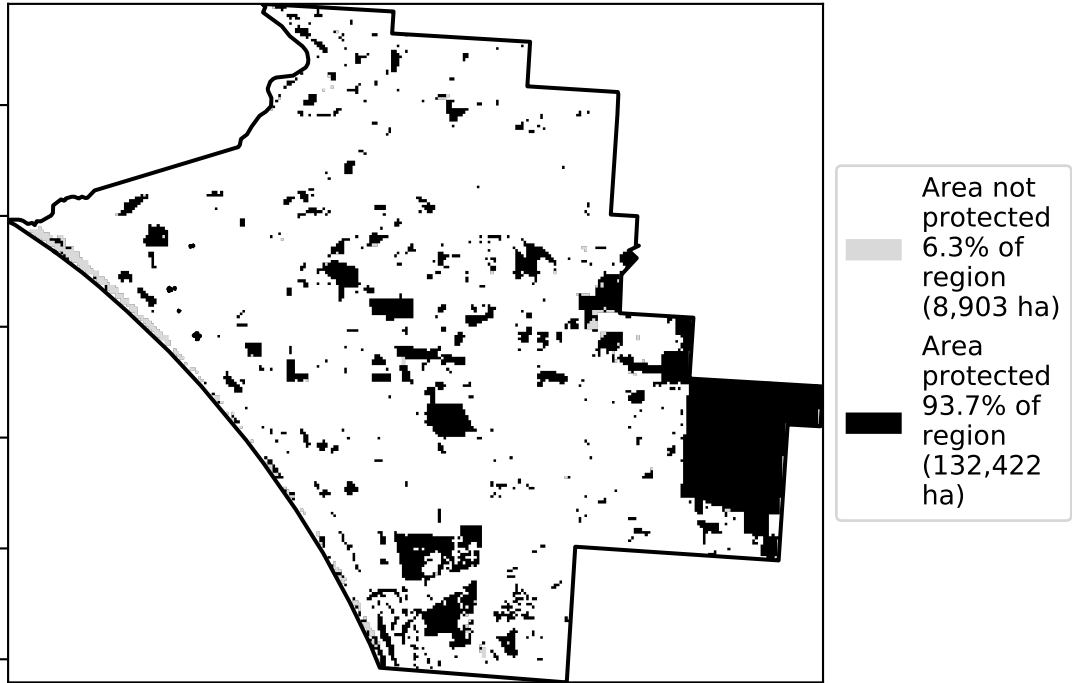 Area not
protected
6.3% of
region
(8,903 ha)
Area
protected
93.7% of
region
(132,422
ha)